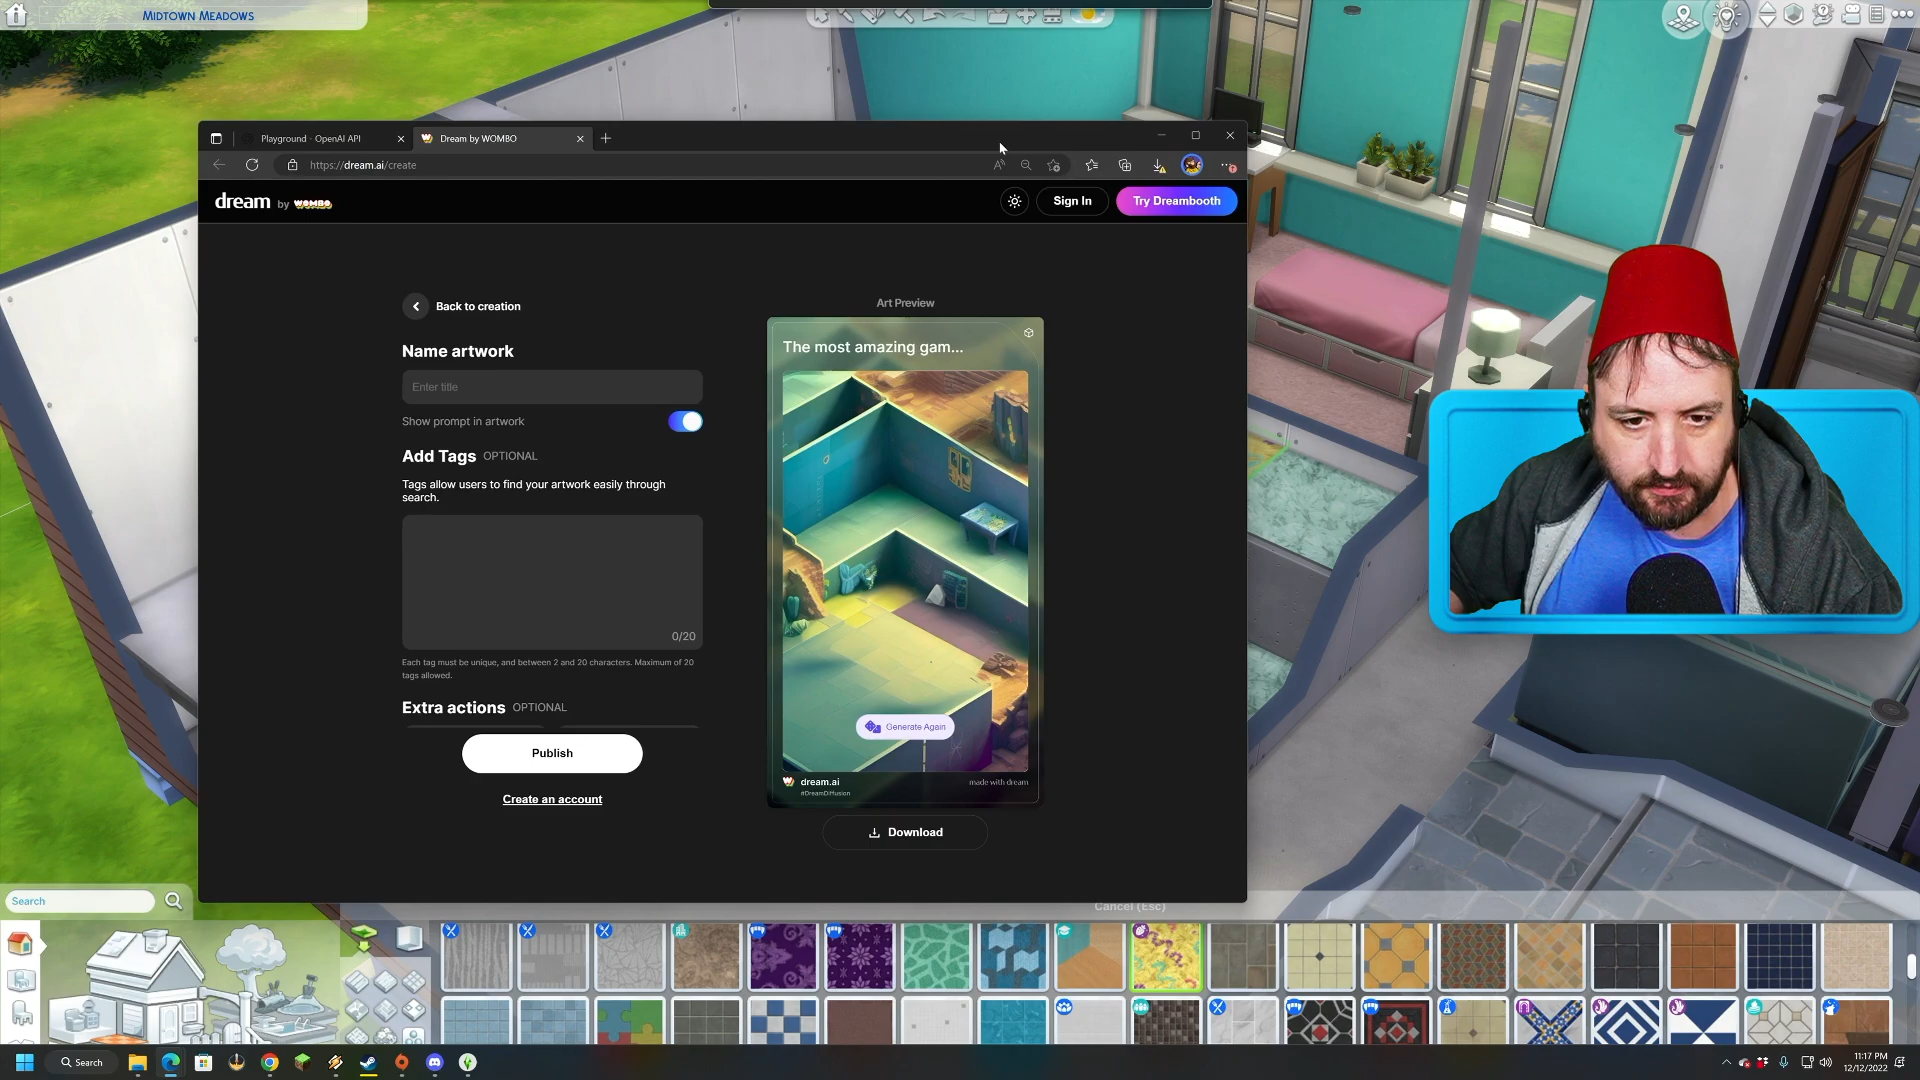 MIDTOWN MEADOWS
Playground - OpenAI API
Dream by WOMBO
https://dream.ai/create
dream by WOMBO
Sign In
Try Dreambooth
Back to creation
Art Preview
Name artwork
The most amazing gam...
Enter title
Show prompt in artwork
Add Tags OPTIONAL
Tags allow users to find your artwork easily through
search.
0/20
Each tag must be unique, and between 2 and 20 characters. Maximum of 20
tags allowed.
Extra actions OPTIONAL
Generate Again
Publish
dream.ai
made with dream
#DreamDiffusion
Create an account
Download
Search
Cancel (Esc)
Search
11:17 PM
12/12/2022